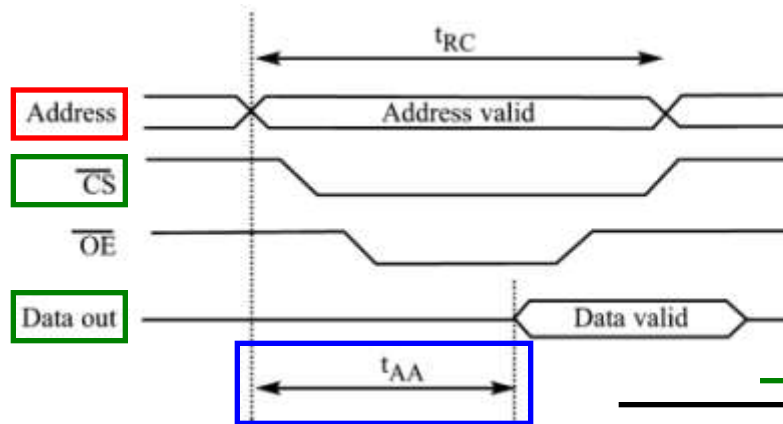 tRC
Address Address valid
CS
OE
Data out Data valid
tAA